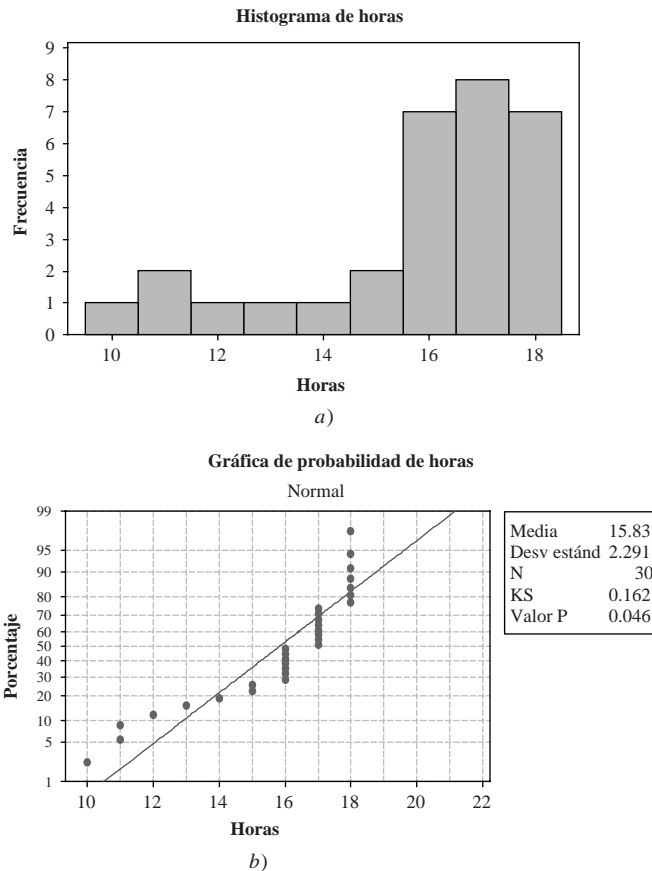 Histograma de horas
9
8
7
6
5
4
3
2
1
0
Frecuencia
10 12 14 16 18
Horas
a)
Gráfica de probabilidad de horas
Normal
99
95
90
80
70
60
50
40
30
20
10
5
1
Porcentaje
10 12 14 16 18 20 22
Horas
Media 15.83
Desv estánd 2.291
N 30
KS 0.162
Valor P 0.046
b)